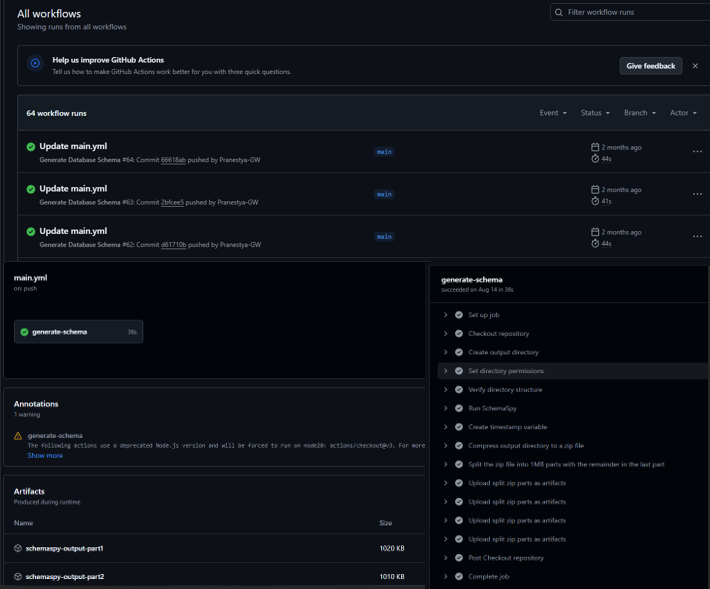 All workflows
Showing runs from all workflows
Filter workflow runs
Help us improve GitHub Actions
Tell us how to make GitHub Actions work better for you with three quick questions.
Give feedback
64 workflow runs
Event
Status
Branch
Actor
Update main.yml
main
2 months ago
Generate Database Schema #64: Commit 66618ab pushed by Pranestya-GW
44s
Update main.yml
main
2 months ago
Generate Database Schema #63: Commit 2bfcee5 pushed by Pranestya-GW
41s
Update main.yml
main
2 months ago
Generate Database Schema #62: Commit d61710b pushed by Pranestya-GW
44s
main.yml
on: push
generate-schema
36s
Annotations
1 warning
generate-schema
The following actions use a deprecated Node.js version and will be forced to run on node20: actions/checkout@v3. For more
Show more
Artifacts
Produced during runtime
Name
Size
schemaspy-output-part1
1020 KB
schemaspy-output-part2
1010 KB
generate-schema
succeeded on Aug 14 in 36s
Set up job
Checkout repository
Create output directory
Set directory permissions
Verify directory structure
Run SchemaSpy
Create timestamp variable
Compress output directory to a zip file
Split the zip file into 1MB parts with the remainder in the last part
Upload split zip parts as artifacts
Upload split zip parts as artifacts
Upload split zip parts as artifacts
Upload split zip parts as artifacts
Post Checkout repository
Complete job